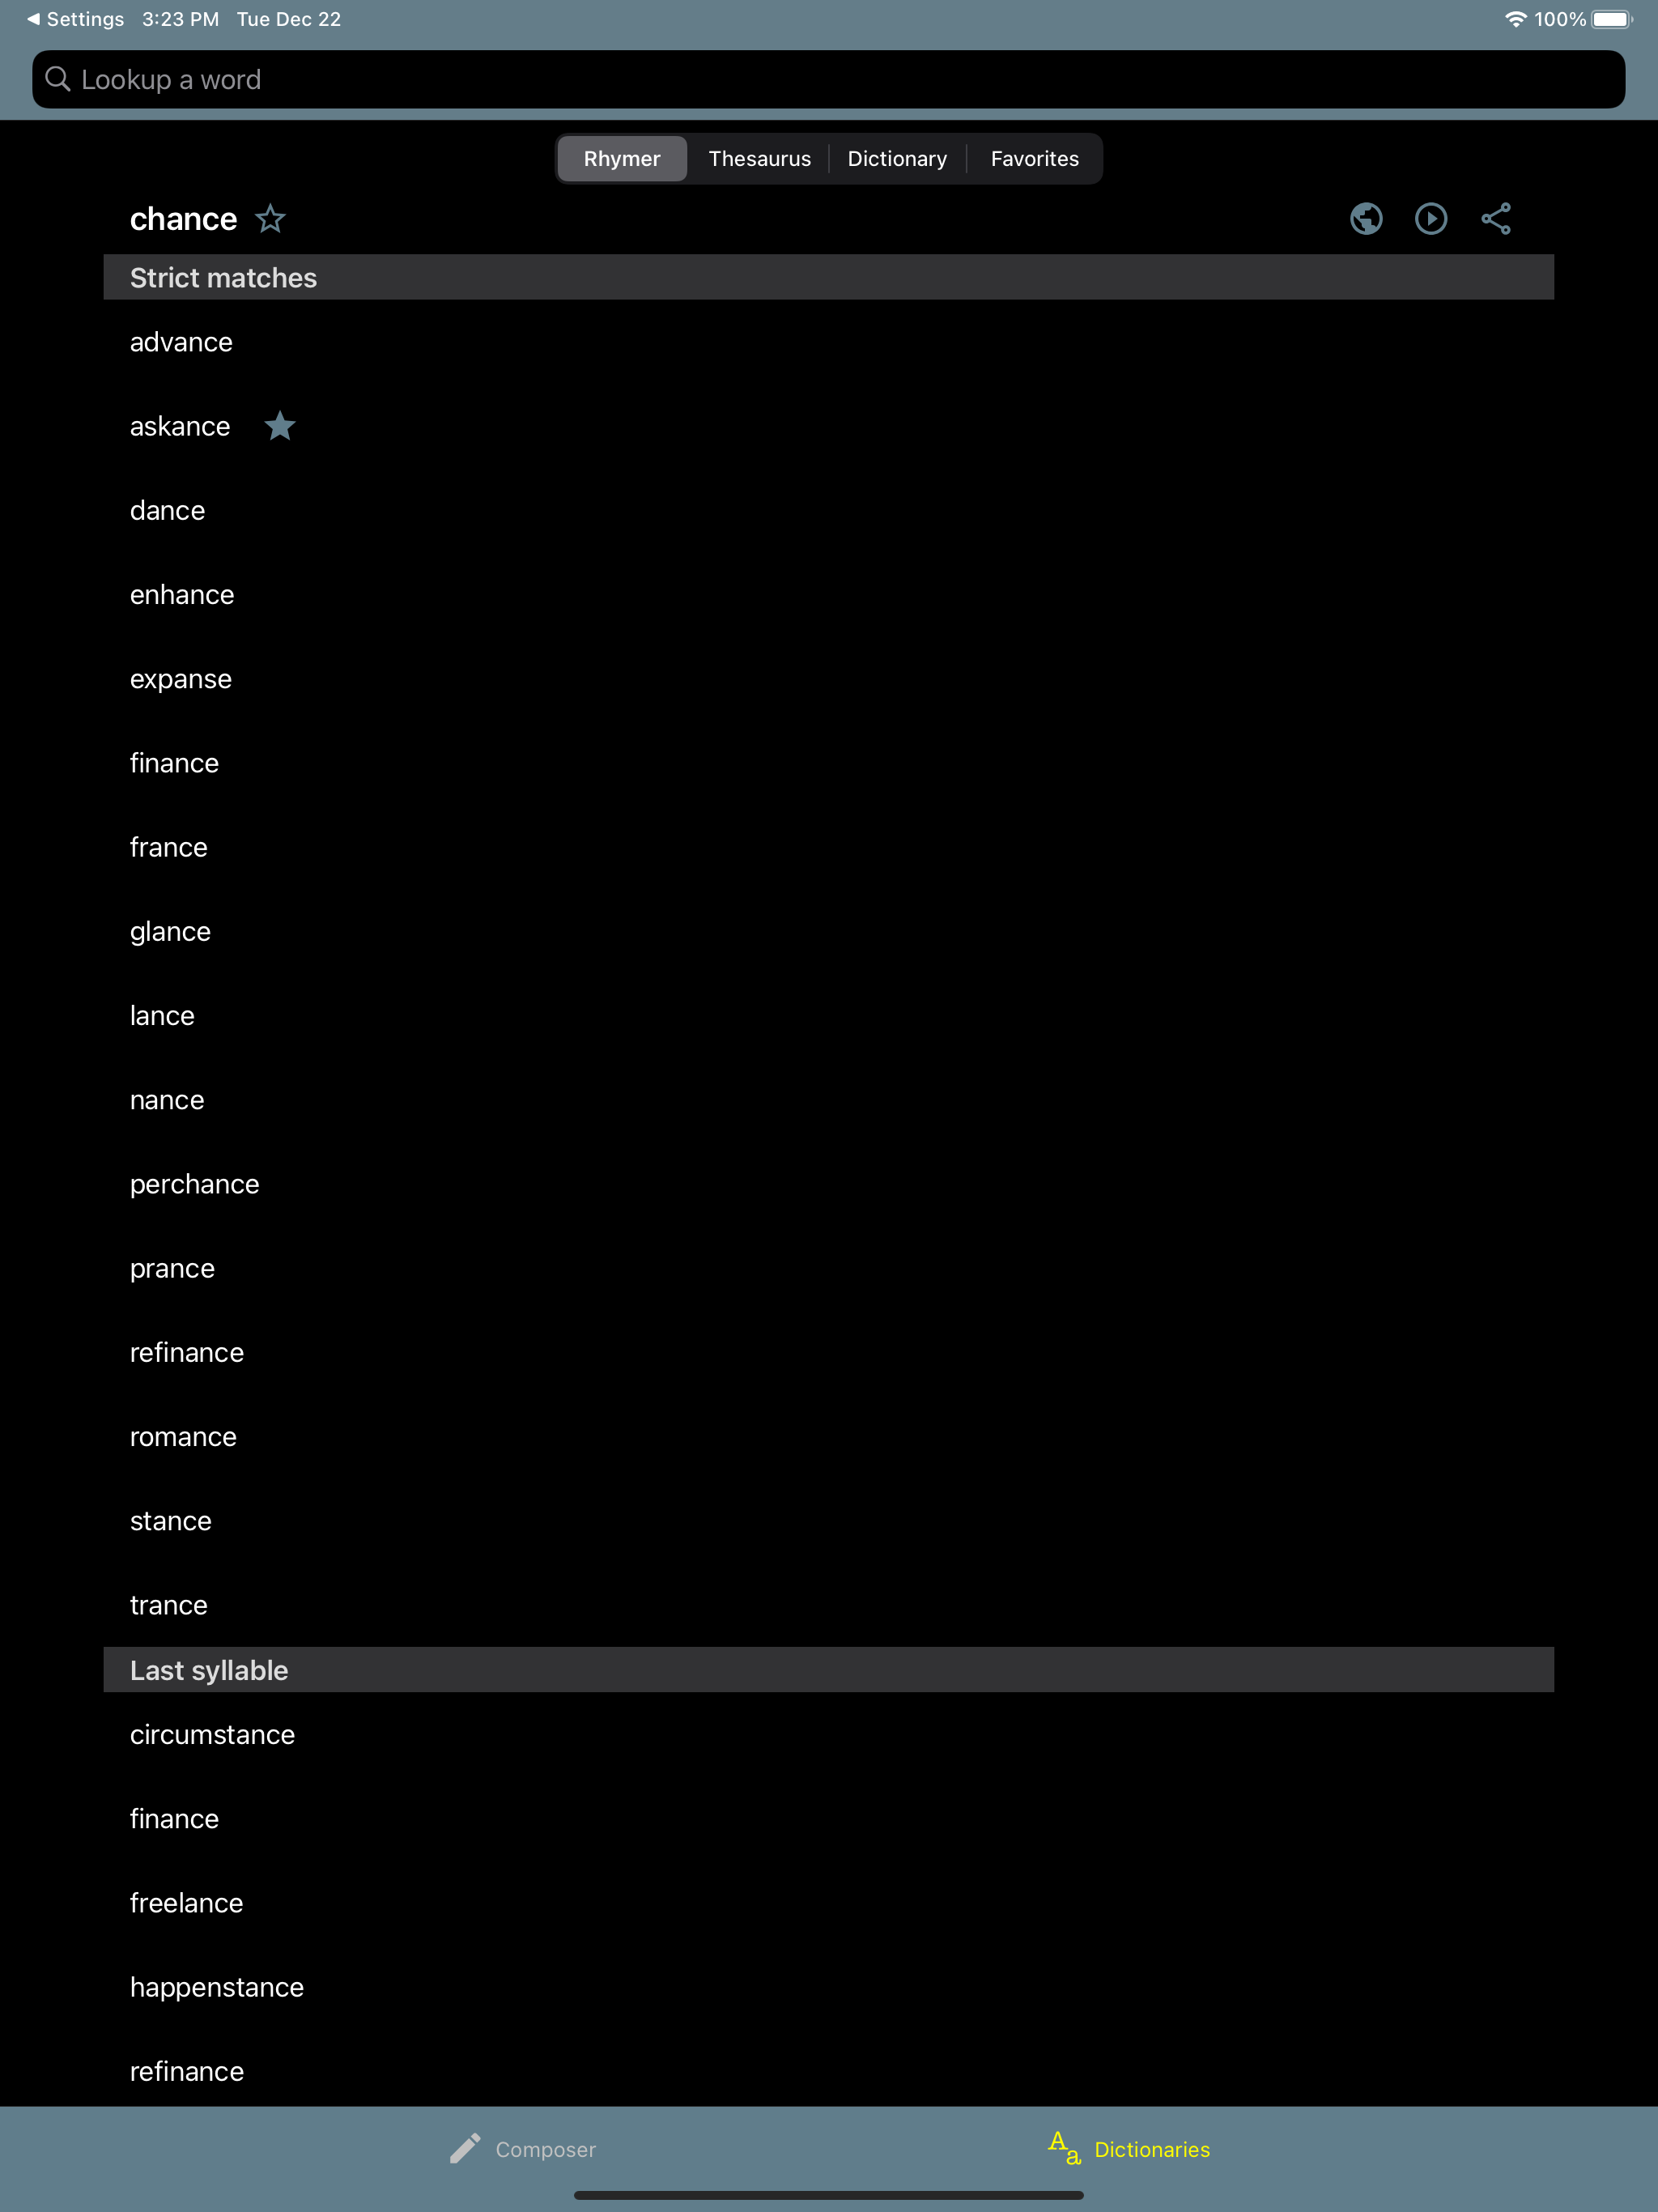 Settings 3:23 PM Tue Dec 22 100%
Lookup a word
Rhymer Thesaurus Dictionary Favorites
chance
Strict matches
advance
askance
dance
enhance
expanse
finance
france
glance
lance
nance
perchance
prance
refinance
romance
stance
trance
Last syllable
circumstance
finance
freelance
happenstance
refinance
Composer Aa Dictionaries